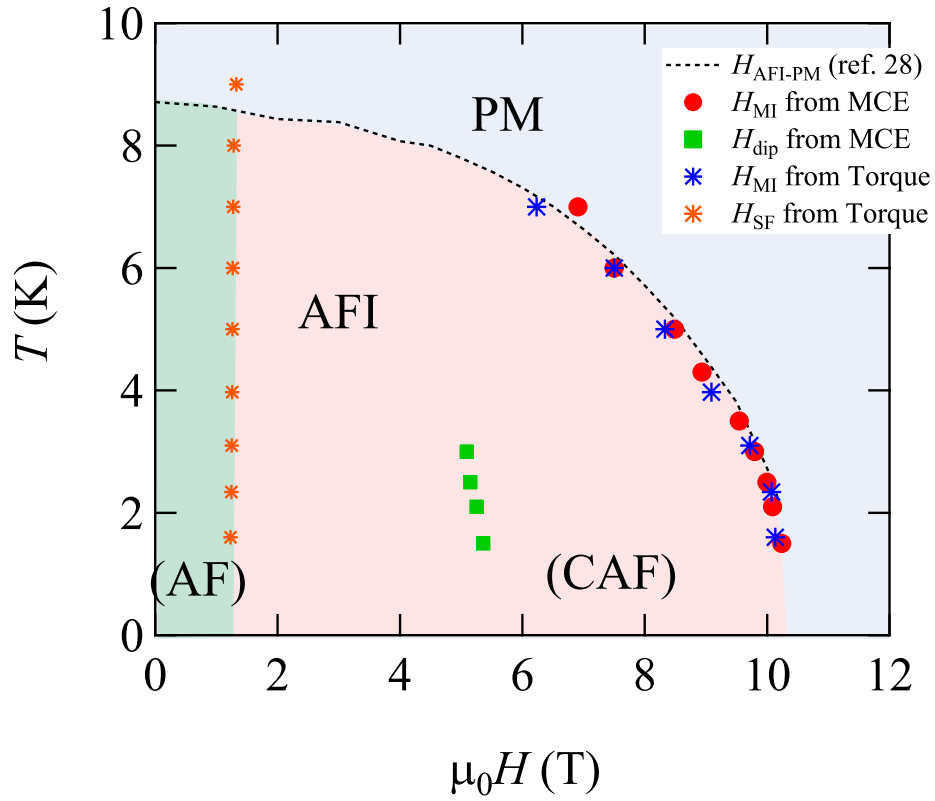 10
8
6
4
2
0
T (K)
0 2 4 6 8 10 12
μ₀H (T)
PM
AFI
(AF)
(CAF)
H_AFI-PM (ref. 28)
H_MI from MCE
H_dip from MCE
H_MI from Torque
H_SF from Torque